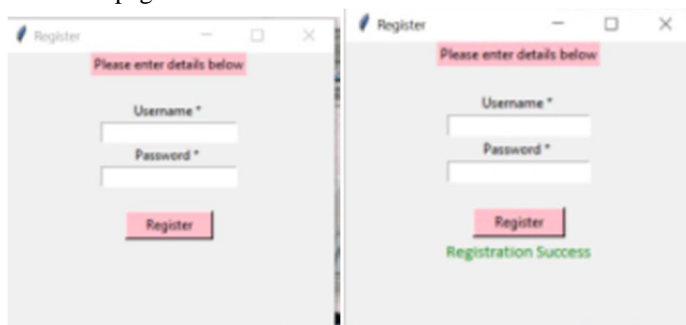 Register
Please enter details below
Username *
Password *
Register
Register
Please enter details below
Username *
Password *
Register
Registration Success